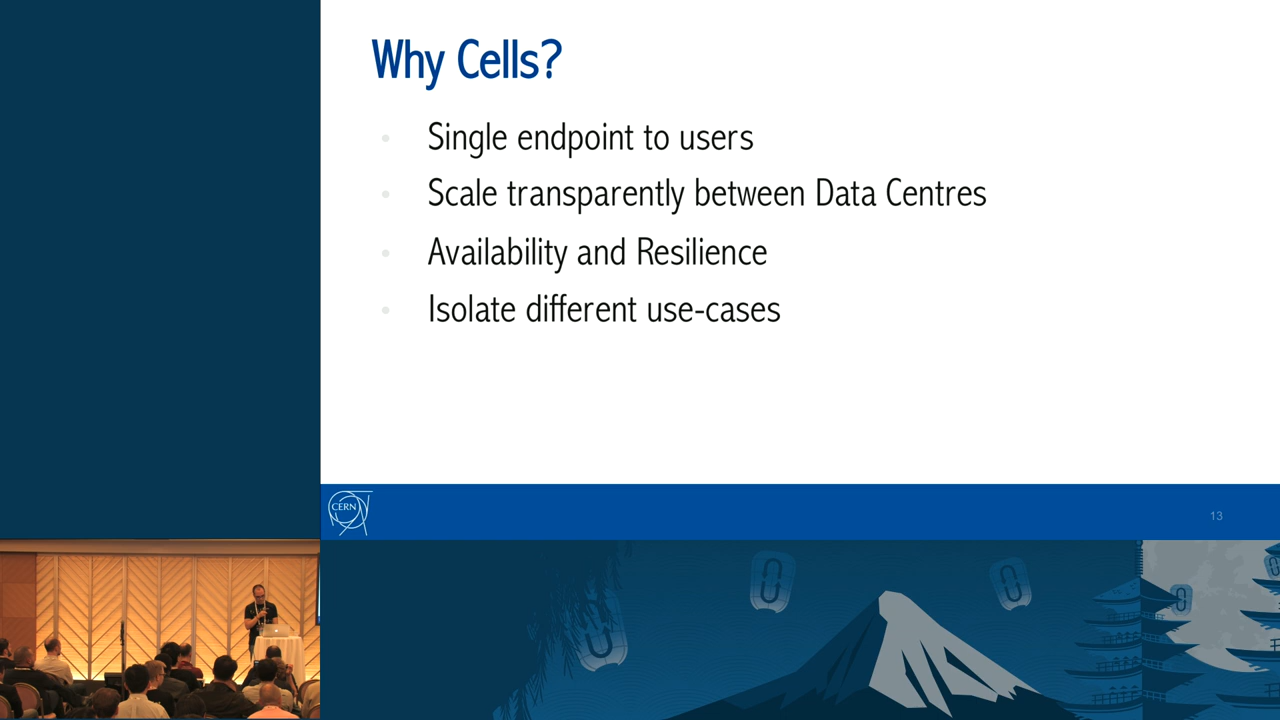 Why Cells?
• Single endpoint to users
• Scale transparently between Data Centres
• Availability and Resilience
• Isolate different use-cases
CERN
13